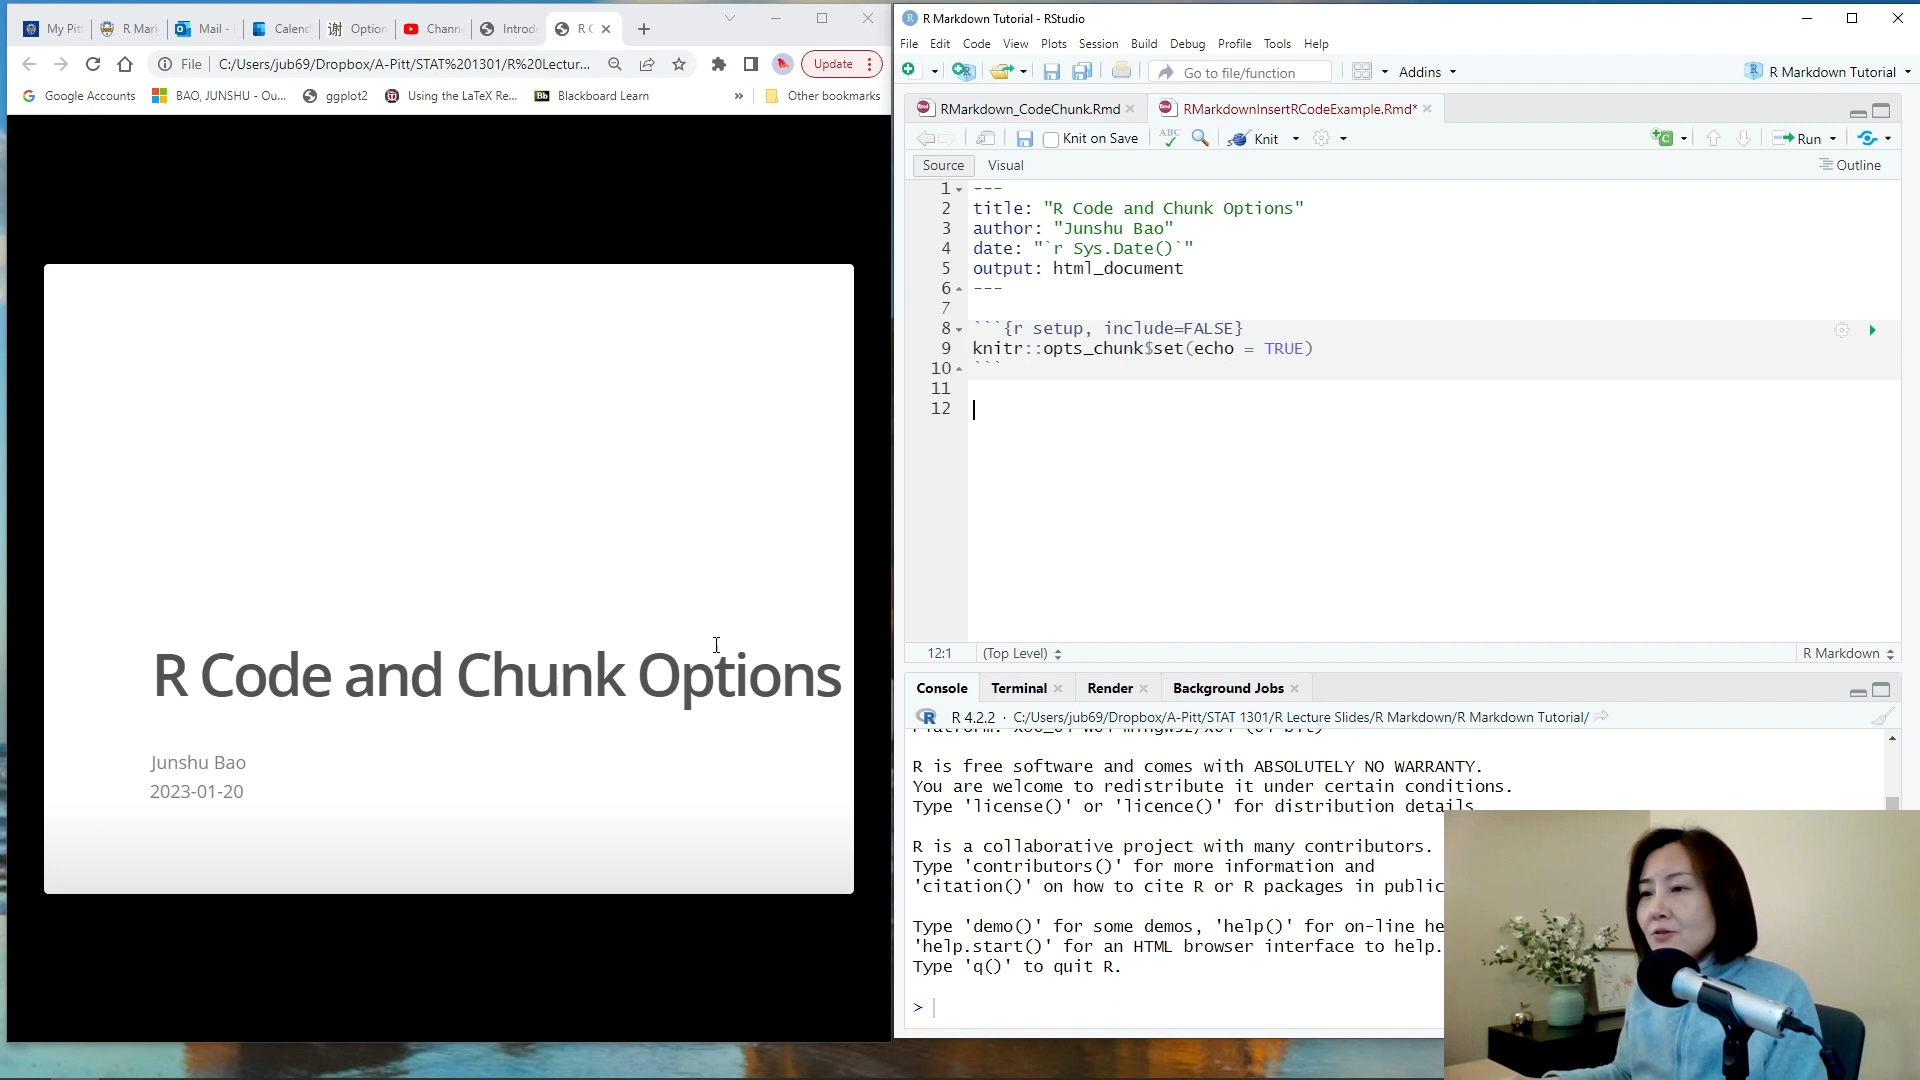 My Pit
R Mar
Mail -
Calend
谢 Option
Chann
Introd
R C
File
C:/Users/jub69/Dropbox/A-Pitt/STAT%201301/R%20Lectur...
Update
Google Accounts
BAO, JUNSHU - Ou...
ggplot2
Using the LaTeX Re...
Bb Blackboard Learn
»
Other bookmarks
R Code and Chunk Options
Junshu Bao
2023-01-20
R Markdown Tutorial - RStudio
File Edit Code View Plots Session Build Debug Profile Tools Help
Go to file/function
Addins
R Markdown Tutorial
RMarkdown_CodeChunk.Rmd
RMarkdownInsertRCodeExample.Rmd*
Knit on Save
ABC
Knit
Run
Source
Visual
Outline
1 ---
2 title: "R Code and Chunk Options"
3 author: "Junshu Bao"
4 date: "`r Sys.Date()`"
5 output: html_document
6 ---
7
8 ```{r setup, include=FALSE}
9 knitr::opts_chunk$set(echo = TRUE)
10 ```
11
12
12:1
(Top Level)
R Markdown
Console
Terminal
Render
Background Jobs
R 4.2.2 · C:/Users/jub69/Dropbox/A-Pitt/STAT 1301/R Lecture Slides/R Markdown/R Markdown Tutorial/
R is free software and comes with ABSOLUTELY NO WARRANTY.
You are welcome to redistribute it under certain conditions.
Type 'license()' or 'licence()' for distribution details
R is a collaborative project with many contributors.
Type 'contributors()' for more information and
'citation()' on how to cite R or R packages in public
Type 'demo()' for some demos, 'help()' for on-line he
'help.start()' for an HTML browser interface to help.
Type 'q()' to quit R.
>